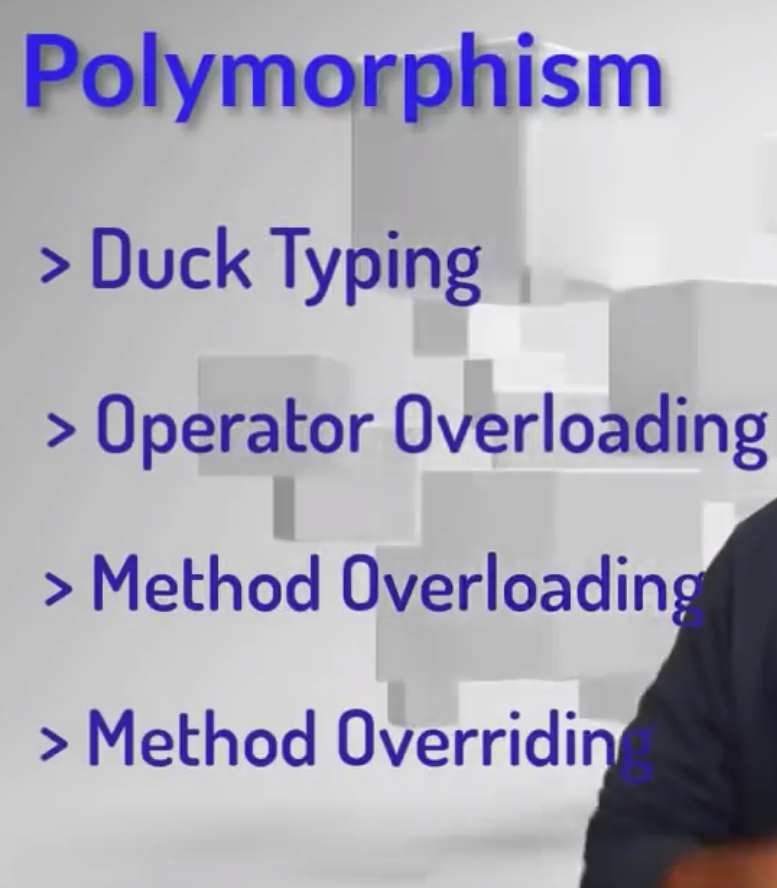 Polymorphism
> Duck Typing
> Operator Overloading
> Method Overloading
> Method Overriding